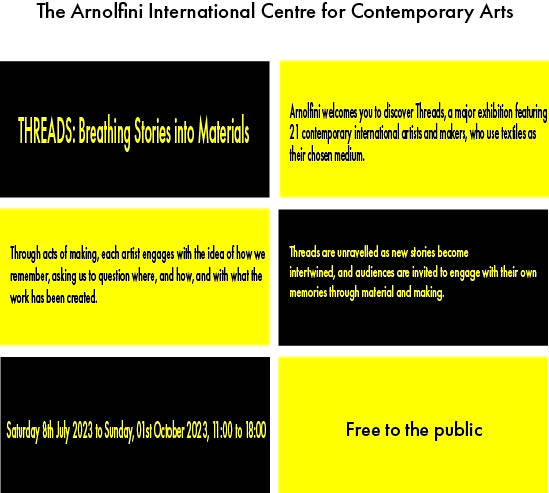 The Arnolfini International Centre for Contemporary Arts
THREADS: Breathing Stories into Materials
Arnolfini welcomes you to discover Threads, a major exhibition featuring
21 contemporary international artists and makers, who use textiles as
their chosen medium.
Through acts of making, each artist engages with the idea of how we
remember, asking us to question where, and how, and with what the
work has been created.
Threads are unravelled as new stories become
intertwined, and audiences are invited to engage with their own
memories through material and making.
Saturday 8th July 2023 to Sunday, 01st October 2023, 11:00 to 18:00
Free to the public